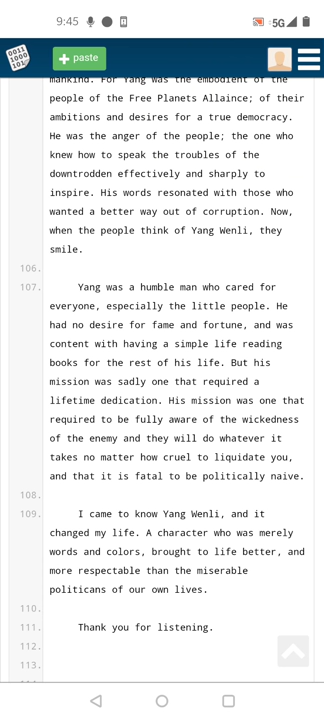 9:45
5G
0011
1000
101
+ paste
mankind. For Yang was the embodiment of the
people of the Free Planets Allaince; of their
ambitions and desires for a true democracy.
He was the anger of the people; the one who
knew how to speak the troubles of the
downtrodden effectively and sharply to
inspire. His words resonated with those who
wanted a better way out of corruption. Now,
when the people think of Yang Wenli, they
smile.
106.
107. Yang was a humble man who cared for
everyone, especially the little people. He
had no desire for fame and fortune, and was
content with having a simple life reading
books for the rest of his life. But his
mission was sadly one that required a
lifetime dedication. His mission was one that
required to be fully aware of the wickedness
of the enemy and they will do whatever it
takes no matter how cruel to liquidate you,
and that it is fatal to be politically naive.
108.
109. I came to know Yang Wenli, and it
changed my life. A character who was merely
words and colors, brought to life better, and
more respectable than the miserable
politicans of our own lives.
110.
111. Thank you for listening.
112.
113.